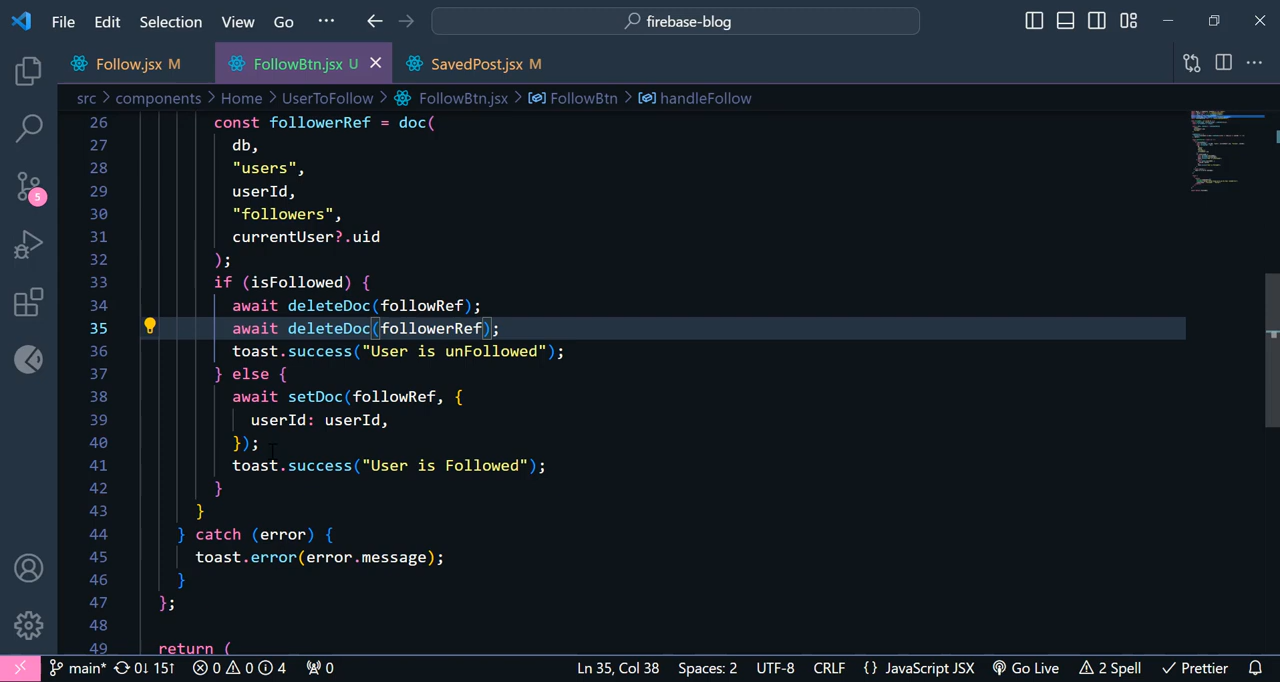 File Edit Selection View Go ··· firebase-blog
Follow.jsx M FollowBtn.jsx U SavedPost.jsx M
src > components > Home > UserToFollow > FollowBtn.jsx > FollowBtn > handleFollow
26 const followerRef = doc(
27 db,
28 "users",
29 userId,
30 "followers",
31 currentUser?.uid
32 );
33 if (isFollowed) {
34 await deleteDoc(followRef);
35 await deleteDoc(followerRef);
36 toast.success("User is unFollowed");
37 } else {
38 await setDoc(followRef, {
39 userId: userId,
40 });
41 toast.success("User is Followed");
42 }
43 }
44 } catch (error) {
45 toast.error(error.message);
46 }
47 };
48
49 return (
5
main* 0↓ 15↑ 0 0 4 0 Ln 35, Col 38 Spaces: 2 UTF-8 CRLF {} JavaScript JSX Go Live 2 Spell Prettier